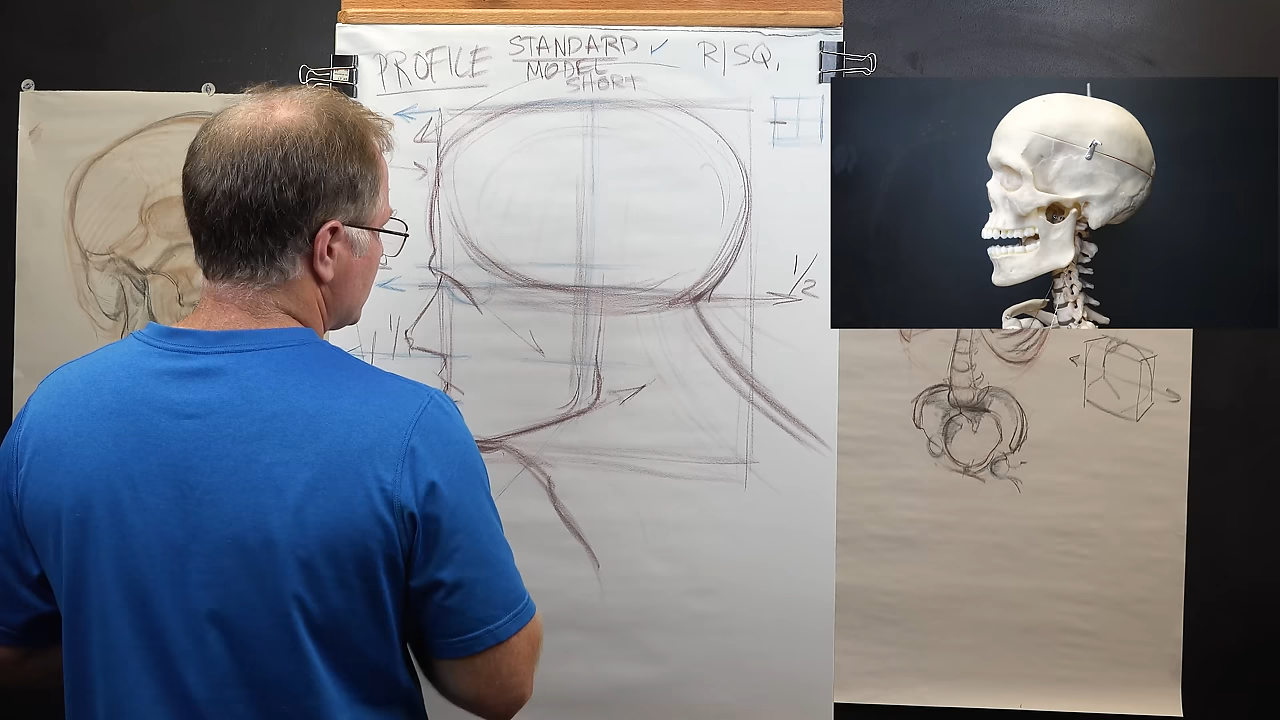 PROFILE
STANDARD ✓
MODEL
SHORT
R/SQ.
1/2